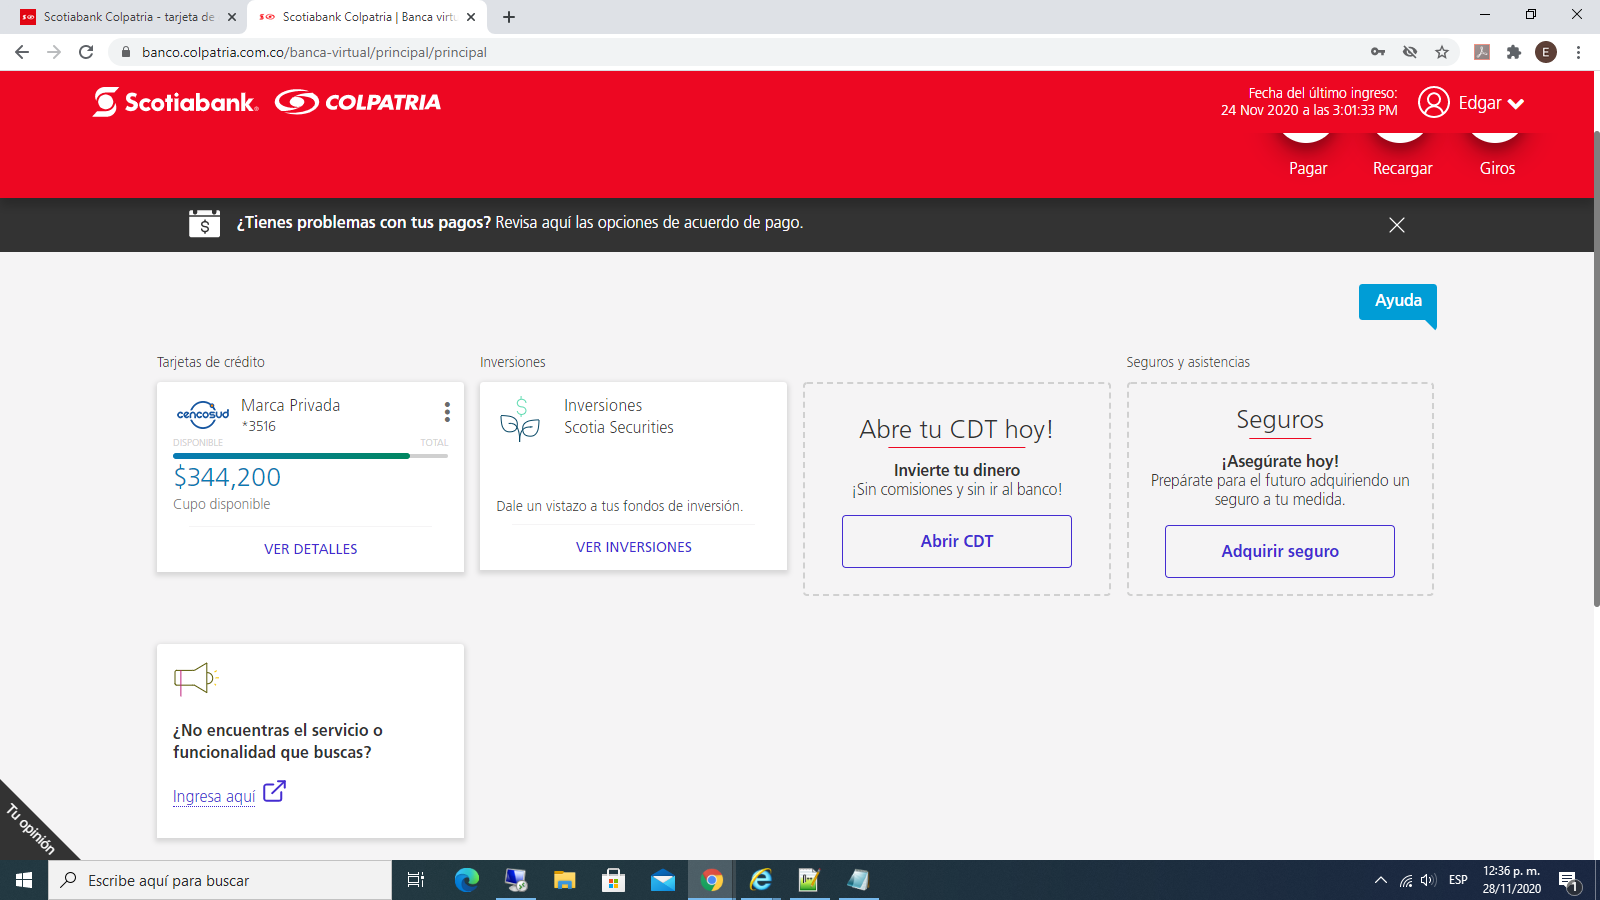 Scotiabank Colpatria - tarjeta de
Scotiabank Colpatria | Banca virtu
banco.colpatria.com.co/banca-virtual/principal/principal
E
Scotiabank. COLPATRIA
Fecha del último ingreso:
24 Nov 2020 a las 3:01:33 PM
Edgar
Pagar
Recargar
Giros
¿Tienes problemas con tus pagos? Revisa aquí las opciones de acuerdo de pago.
Ayuda
Tarjetas de crédito
cencosud
Marca Privada
*3516
DISPONIBLE
TOTAL
$344,200
Cupo disponible
VER DETALLES
Inversiones
Inversiones
Scotia Securities
Dale un vistazo a tus fondos de inversión.
VER INVERSIONES
Abre tu CDT hoy!
Invierte tu dinero
¡Sin comisiones y sin ir al banco!
Abrir CDT
Seguros y asistencias
Seguros
¡Asegúrate hoy!
Prepárate para el futuro adquiriendo un
seguro a tu medida.
Adquirir seguro
¿No encuentras el servicio o
funcionalidad que buscas?
Ingresa aquí
Tu opinión
Escribe aquí para buscar
ESP
12:36 p. m.
28/11/2020
1